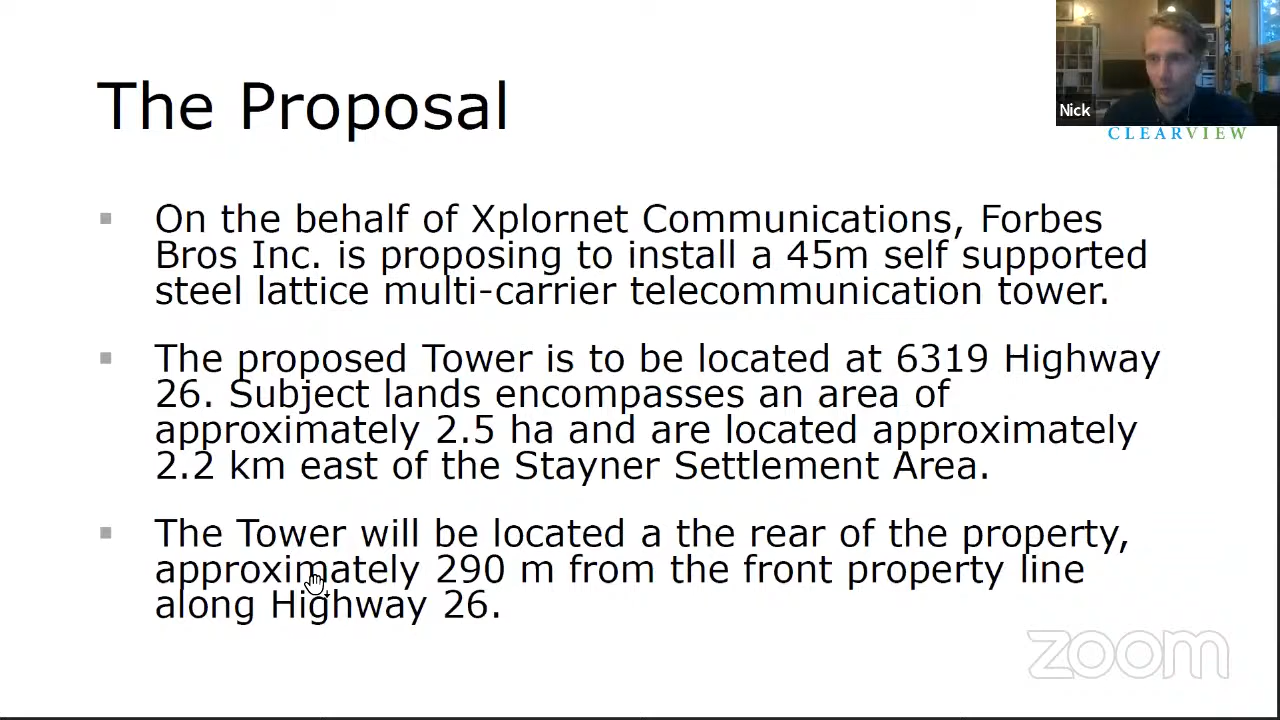 The Proposal
Nick
CLEARVIEW
On the behalf of Xplornet Communications, Forbes
Bros Inc. is proposing to install a 45m self supported
steel lattice multi-carrier telecommunication tower.
The proposed Tower is to be located at 6319 Highway
26. Subject lands encompasses an area of
approximately 2.5 ha and are located approximately
2.2 km east of the Stayner Settlement Area.
The Tower will be located a the rear of the property,
approximately 290 m from the front property line
along Highway 26.
zoom